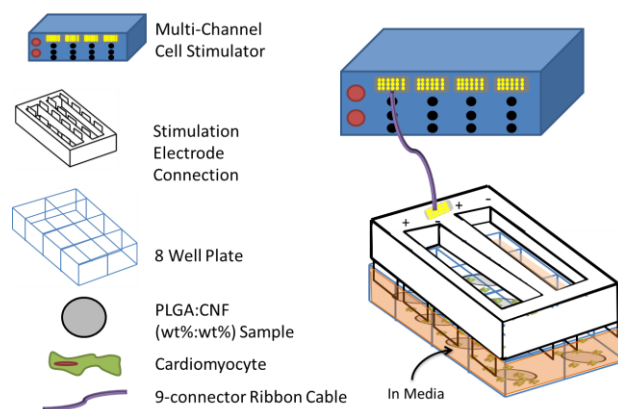 Multi-Channel
Cell Stimulator
Stimulation
Electrode
Connection
8 Well Plate
PLGA:CNF
(wt%:wt%) Sample
Cardiomyocyte
9-connector Ribbon Cable
+ - + -
In Media